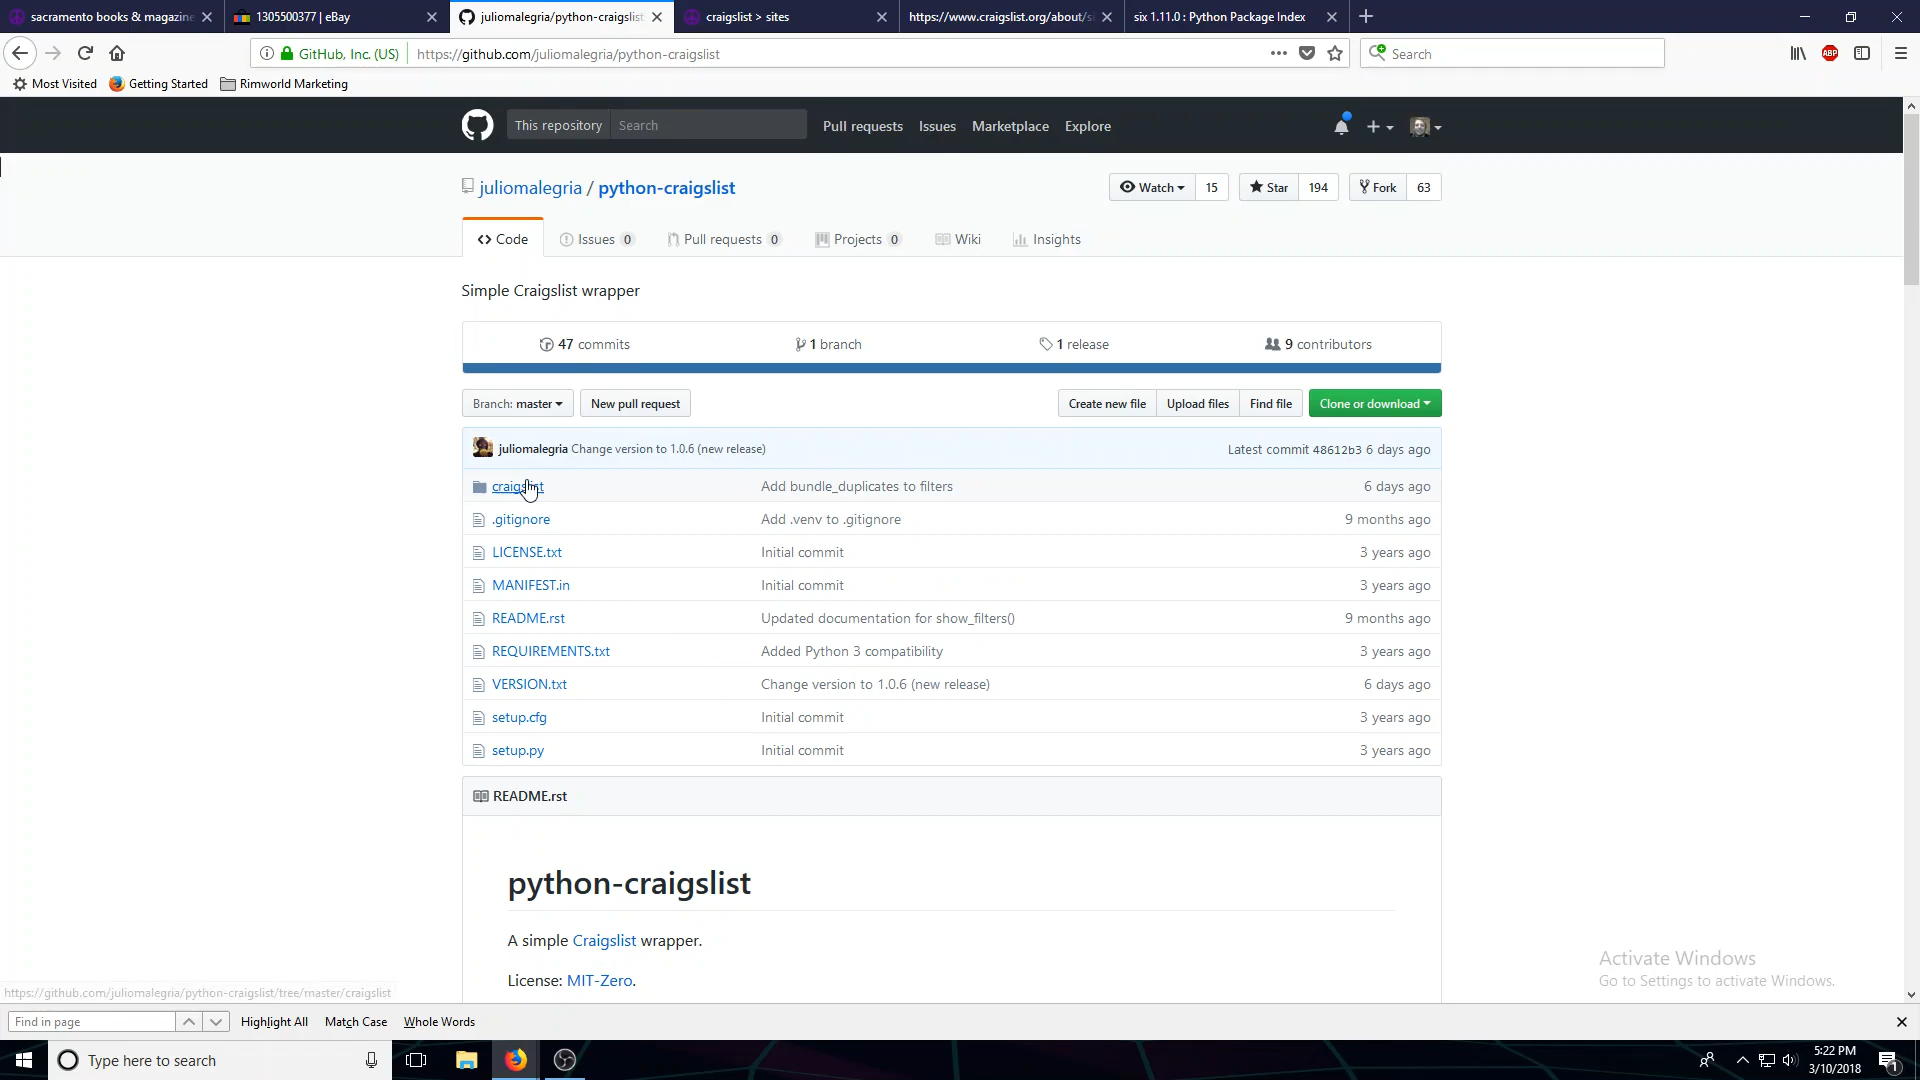 sacramento books & magazine
1305500377 | eBay
juliomalegria/python-craigslist
craigslist > sites
https://www.craigslist.org/about/si
six 1.11.0 : Python Package Index
GitHub, Inc. (US)
https://github.com/juliomalegria/python-craigslist
Search
ABP
Most Visited
Getting Started
Rimworld Marketing
This repository
Search
Pull requests
Issues
Marketplace
Explore
juliomalegria / python-craigslist
Watch 15
Star 194
Fork 63
Code
Issues 0
Pull requests 0
Projects 0
Wiki
Insights
Simple Craigslist wrapper
47 commits
1 branch
1 release
9 contributors
Branch: master
New pull request
Create new file
Upload files
Find file
Clone or download
juliomalegria Change version to 1.0.6 (new release)
Latest commit 48612b3 6 days ago
craigslist Add bundle_duplicates to filters 6 days ago
.gitignore Add .venv to .gitignore 9 months ago
LICENSE.txt Initial commit 3 years ago
MANIFEST.in Initial commit 3 years ago
README.rst Updated documentation for show_filters() 9 months ago
REQUIREMENTS.txt Added Python 3 compatibility 3 years ago
VERSION.txt Change version to 1.0.6 (new release) 6 days ago
setup.cfg Initial commit 3 years ago
setup.py Initial commit 3 years ago
README.rst
python-craigslist
A simple Craigslist wrapper.
License: MIT-Zero.
Activate Windows
Go to Settings to activate Windows.
https://github.com/juliomalegria/python-craigslist/tree/master/craigslist
Find in page
Highlight All
Match Case
Whole Words
Type here to search
5:22 PM
3/10/2018
1